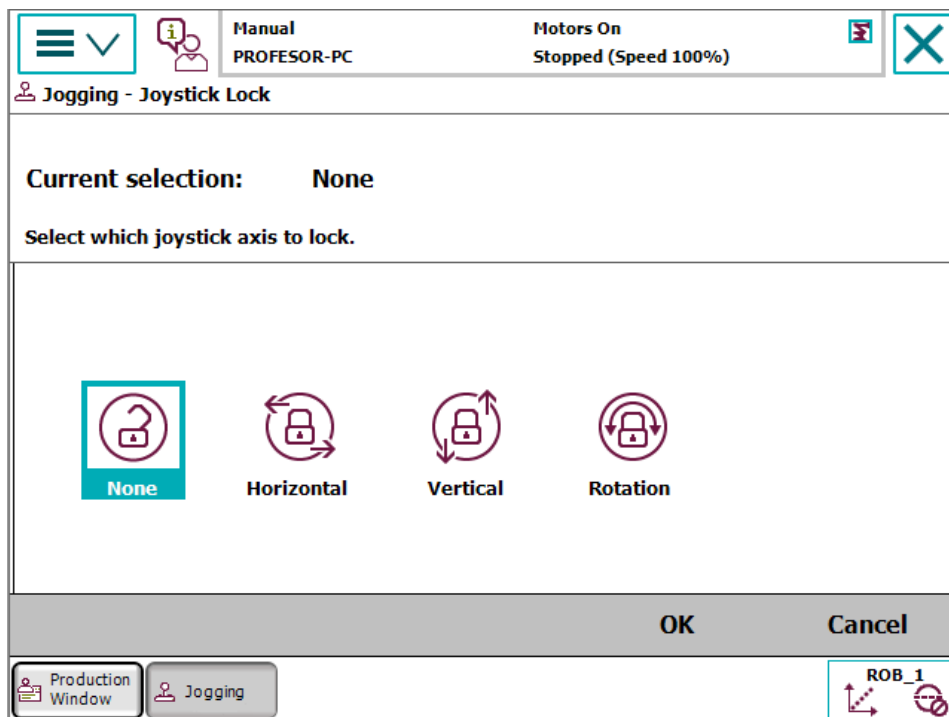 Manual
PROFESOR-PC
Motors On
Stopped (Speed 100%)
Jogging - Joystick Lock
Current selection: None
Select which joystick axis to lock.
None
Horizontal
Vertical
Rotation
OK
Cancel
Production
Window
Jogging
ROB_1